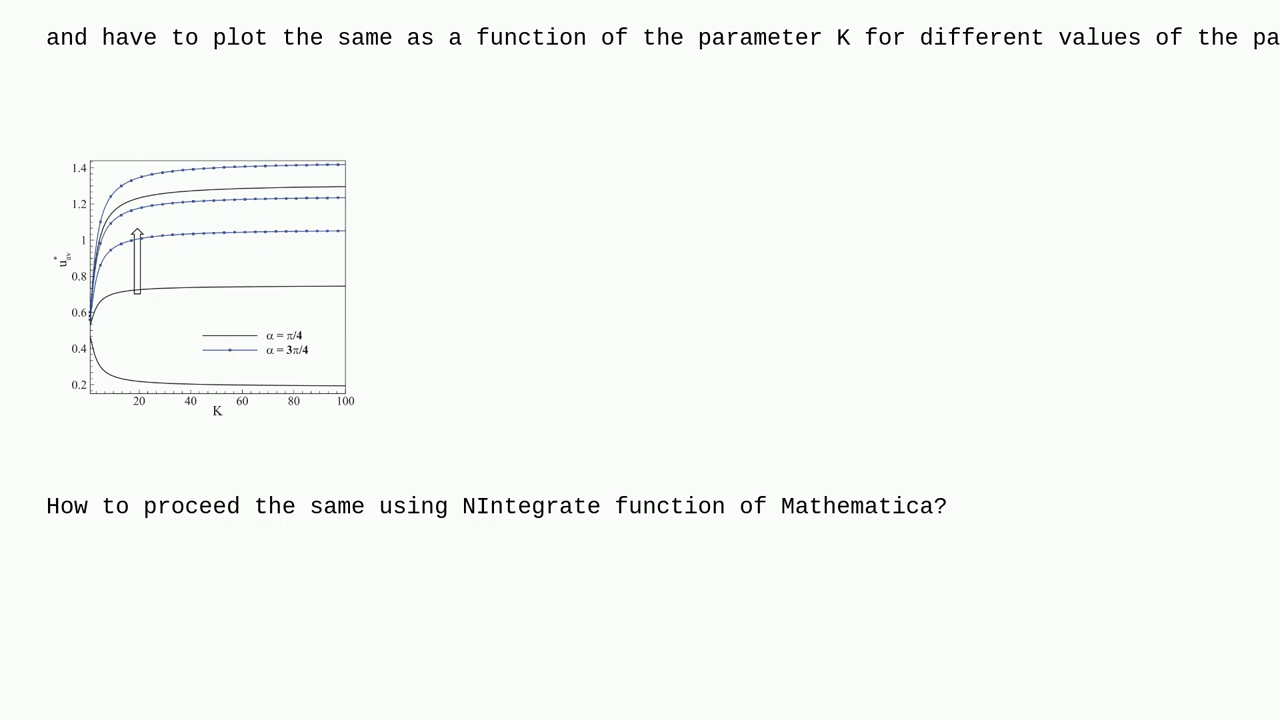 and have to plot the same as a function of the parameter K for different values of the pa
1.4
1.2
1
0.8
0.6
0.4
0.2
u*av
α = π/4
α = 3π/4
20 40 60 80 100
K
How to proceed the same using NIntegrate function of Mathematica?